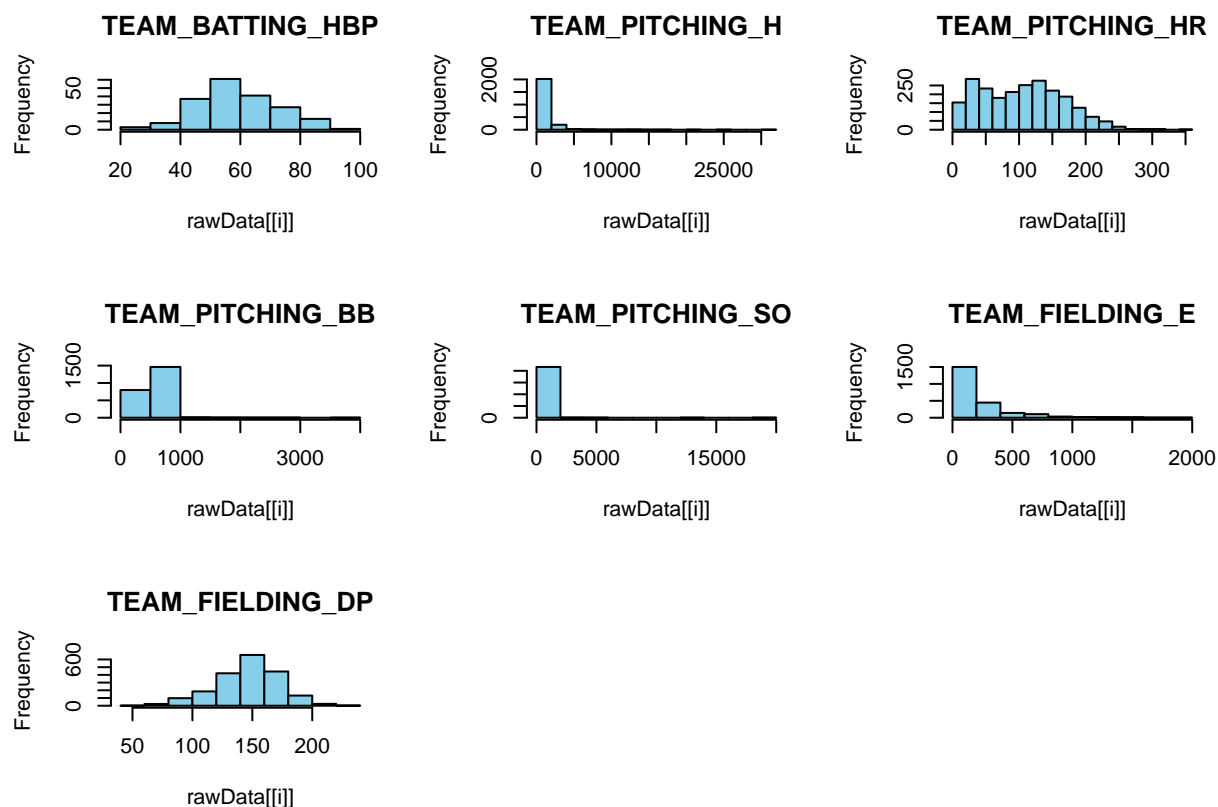 TEAM_BATTING_HBP
TEAM_PITCHING_H
TEAM_PITCHING_HR
Frequency
0 50
20 40 60 80 100
rawData[[i]]
Frequency
0 2000
0 10000 25000
rawData[[i]]
Frequency
0 250
0 100 200 300
rawData[[i]]
TEAM_PITCHING_BB
TEAM_PITCHING_SO
TEAM_FIELDING_E
Frequency
0 1500
0 1000 3000
rawData[[i]]
Frequency
0
0 5000 15000
rawData[[i]]
Frequency
0 1500
0 500 1000 2000
rawData[[i]]
TEAM_FIELDING_DP
Frequency
0 600
50 100 150 200
rawData[[i]]